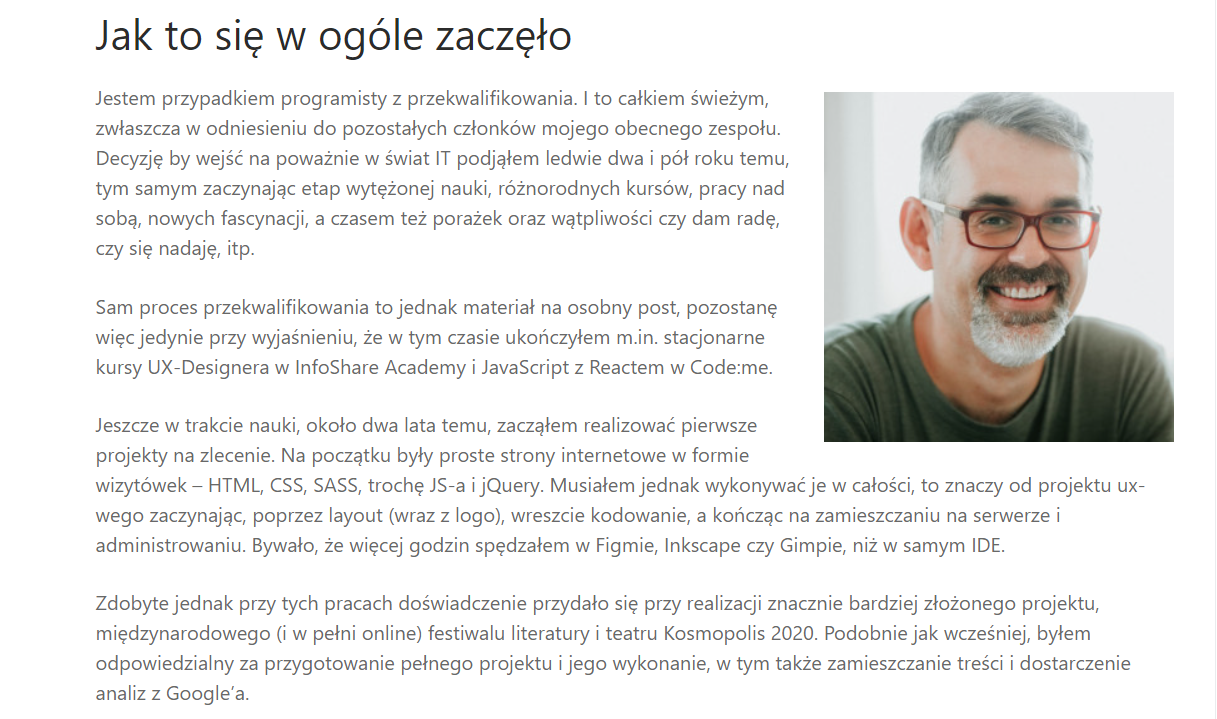 Jak to się w ogóle zaczęło
Jestem przypadkiem programisty z przekwalifikowania. I to całkiem świeżym,
zwłaszcza w odniesieniu do pozostałych członków mojego obecnego zespołu.
Decyzję by wejść na poważnie w świat IT podjąłem ledwie dwa i pół roku temu,
tym samym zaczynając etap wytężonej nauki, różnorodnych kursów, pracy nad
sobą, nowych fascynacji, a czasem też porażek oraz wątpliwości czy dam radę,
czy się nadaję, itp.
Sam proces przekwalifikowania to jednak materiał na osobny post, pozostanę
więc jedynie przy wyjaśnieniu, że w tym czasie ukończyłem m.in. stacjonarne
kursy UX-Designera w InfoShare Academy i JavaScript z Reactem w Code:me.
Jeszcze w trakcie nauki, około dwa lata temu, zacząłem realizować pierwsze
projekty na zlecenie. Na początku były proste strony internetowe w formie
wizytówek – HTML, CSS, SASS, trochę JS-a i jQuery. Musiałem jednak wykonywać je w całości, to znaczy od projektu ux-
wego zaczynając, poprzez layout (wraz z logo), wreszcie kodowanie, a kończąc na zamieszczaniu na serwerze i
administrowaniu. Bywało, że więcej godzin spędzałem w Figmie, Inkscape czy Gimpie, niż w samym IDE.
Zdobyte jednak przy tych pracach doświadczenie przydało się przy realizacji znacznie bardziej złożonego projektu,
międzynarodowego (i w pełni online) festiwalu literatury i teatru Kosmopolis 2020. Podobnie jak wcześniej, byłem
odpowiedzialny za przygotowanie pełnego projektu i jego wykonanie, w tym także zamieszczanie treści i dostarczenie
analiz z Google’a.